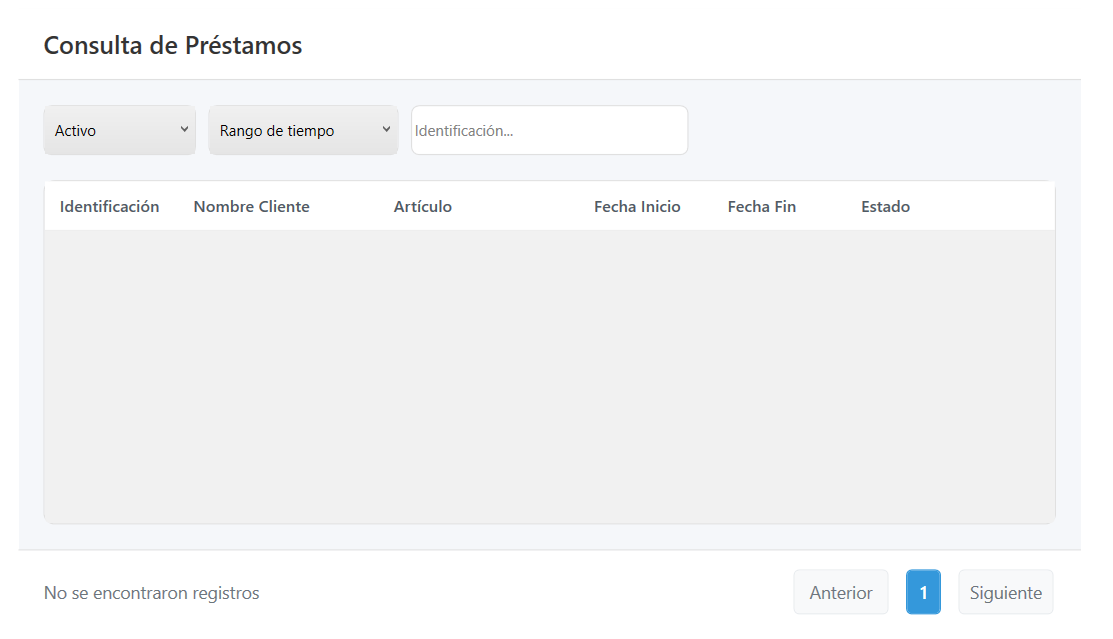 Consulta de Préstamos
Activo Rango de tiempo Identificación...
Identificación Nombre Cliente Artículo Fecha Inicio Fecha Fin Estado
No se encontraron registros Anterior 1 Siguiente